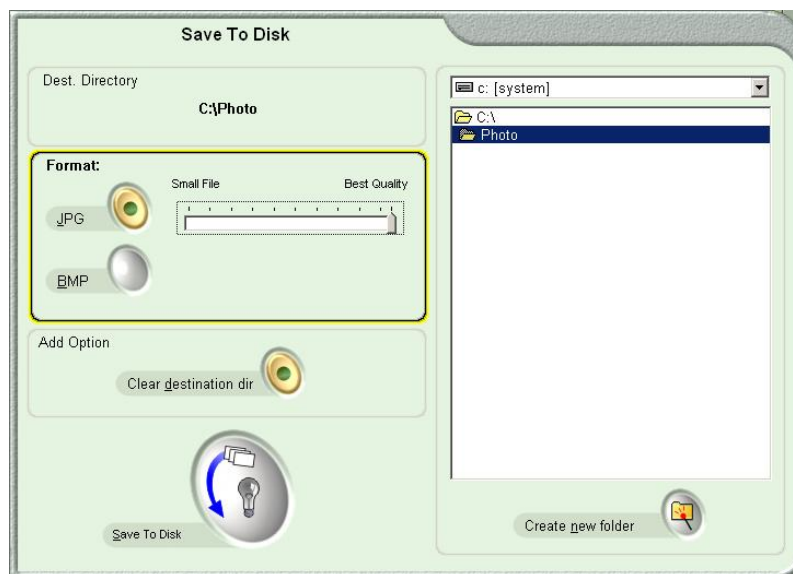 Save To Disk
Dest. Directory
C:\Photo
Format:
Small File Best Quality
JPG
BMP
Add Option
Clear destination dir
Save To Disk
c: [system]
C:\
Photo
Create new folder